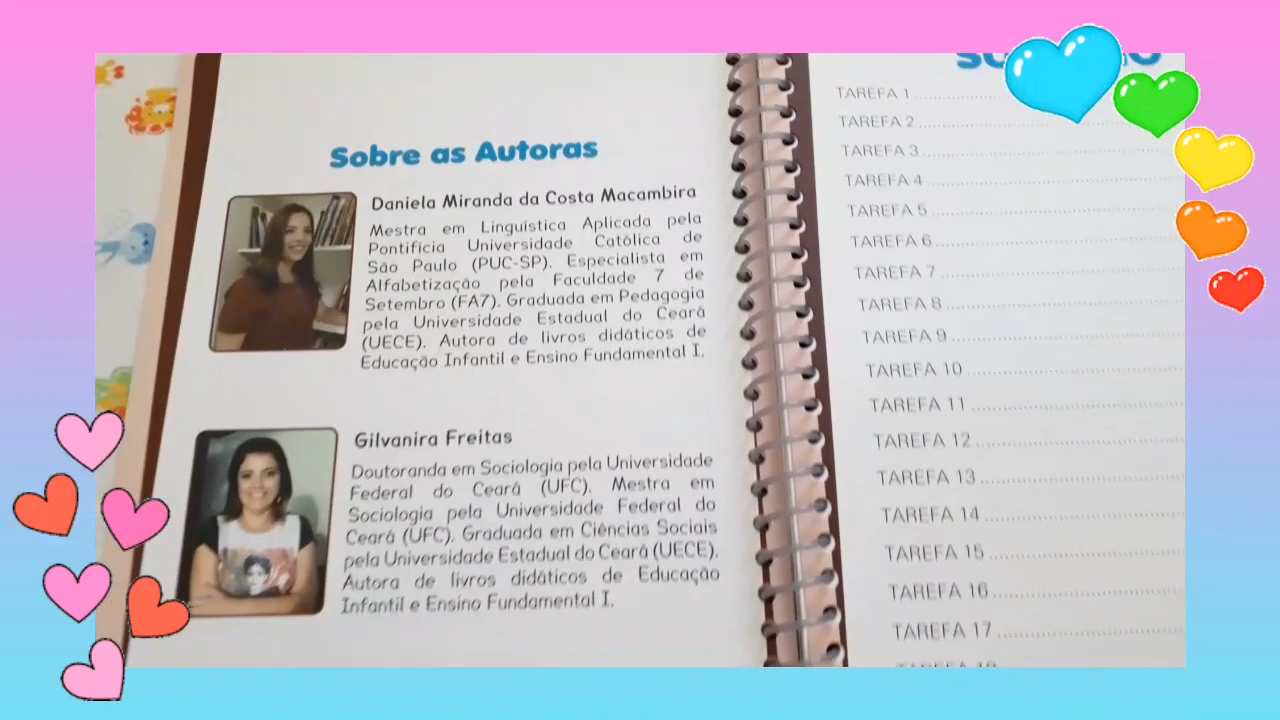 Sobre as Autoras
Daniela Miranda da Costa Macambira
Mestra em Linguística Aplicada pela
Pontifícia Universidade Católica de
São Paulo (PUC-SP). Especialista em
Alfabetização pela Faculdade 7 de
Setembro (FA7). Graduada em Pedagogia
pela Universidade Estadual do Ceará
(UECE). Autora de livros didáticos de
Educação Infantil e Ensino Fundamental I.
Gilvanira Freitas
Doutoranda em Sociologia pela Universidade
Federal do Ceará (UFC). Mestra em
Sociologia pela Universidade Federal do
Ceará (UFC). Graduada em Ciências Sociais
pela Universidade Estadual do Ceará (UECE).
Autora de livros didáticos de Educação
Infantil e Ensino Fundamental I.
TAREFA 1
TAREFA 2
TAREFA 3
TAREFA 4
TAREFA 5
TAREFA 6
TAREFA 7
TAREFA 8
TAREFA 9
TAREFA 10
TAREFA 11
TAREFA 12
TAREFA 13
TAREFA 14
TAREFA 15
TAREFA 16
TAREFA 17